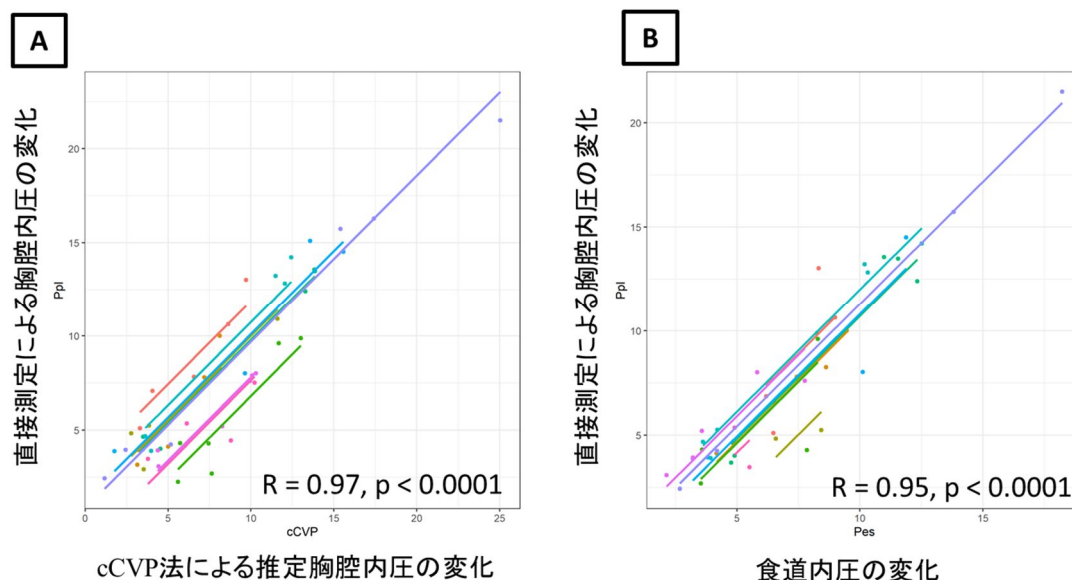 A
直接測定による胸腔内圧の変化
Ppl
20
15
10
5
0
5
10
15
20
25
cCVP
R = 0.97, p < 0.0001
cCVP法による推定胸腔内圧の変化
B
直接測定による胸腔内圧の変化
Ppl
20
15
10
5
5
10
15
Pes
R = 0.95, p < 0.0001
食道内圧の変化